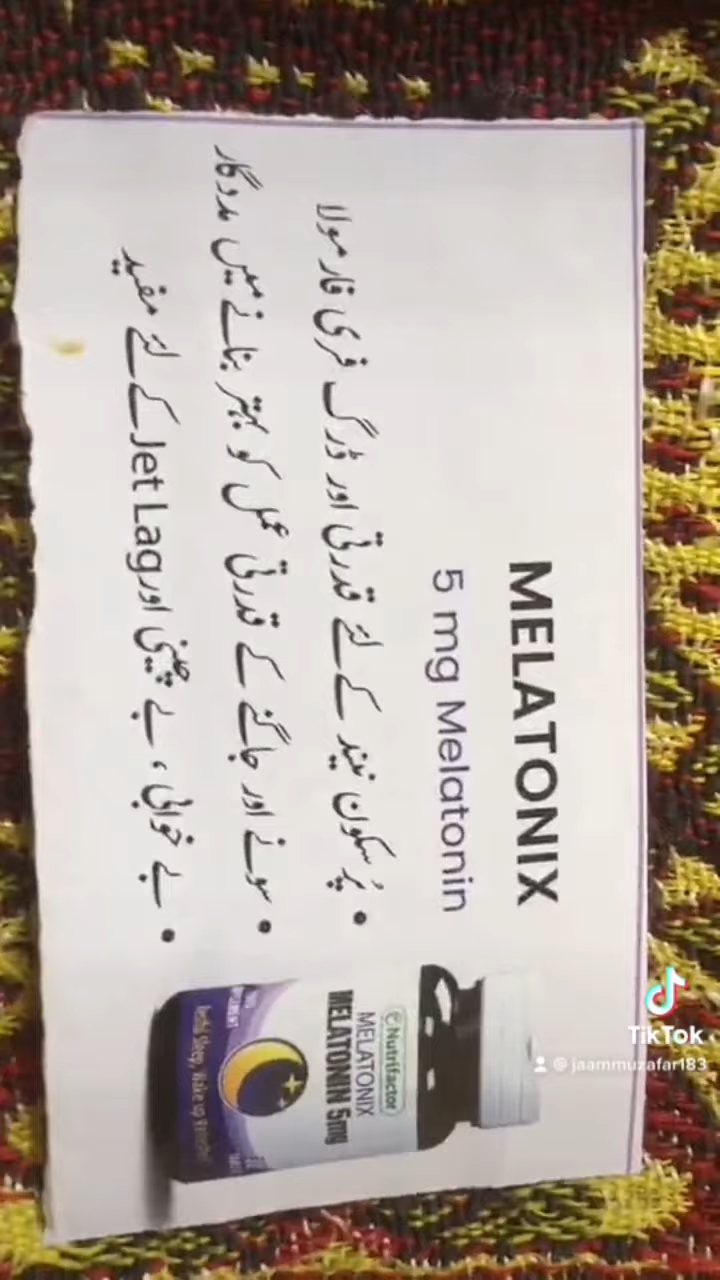 MELATONIX
5 mg Melatonin
• پُر سکون نیند کے لئے قدرتی اور ڈرگ فری فارمولا
• سونے اور جاگنے کے قدرتی عمل کو بہتر بنانے میں مددگار
• بے خوابی، بے چینی اور Jet Lag کے لئے مفید
Nutrifactor
MELATONIX
MELATONIN 5mg
TikTok
@jaammuzafar183